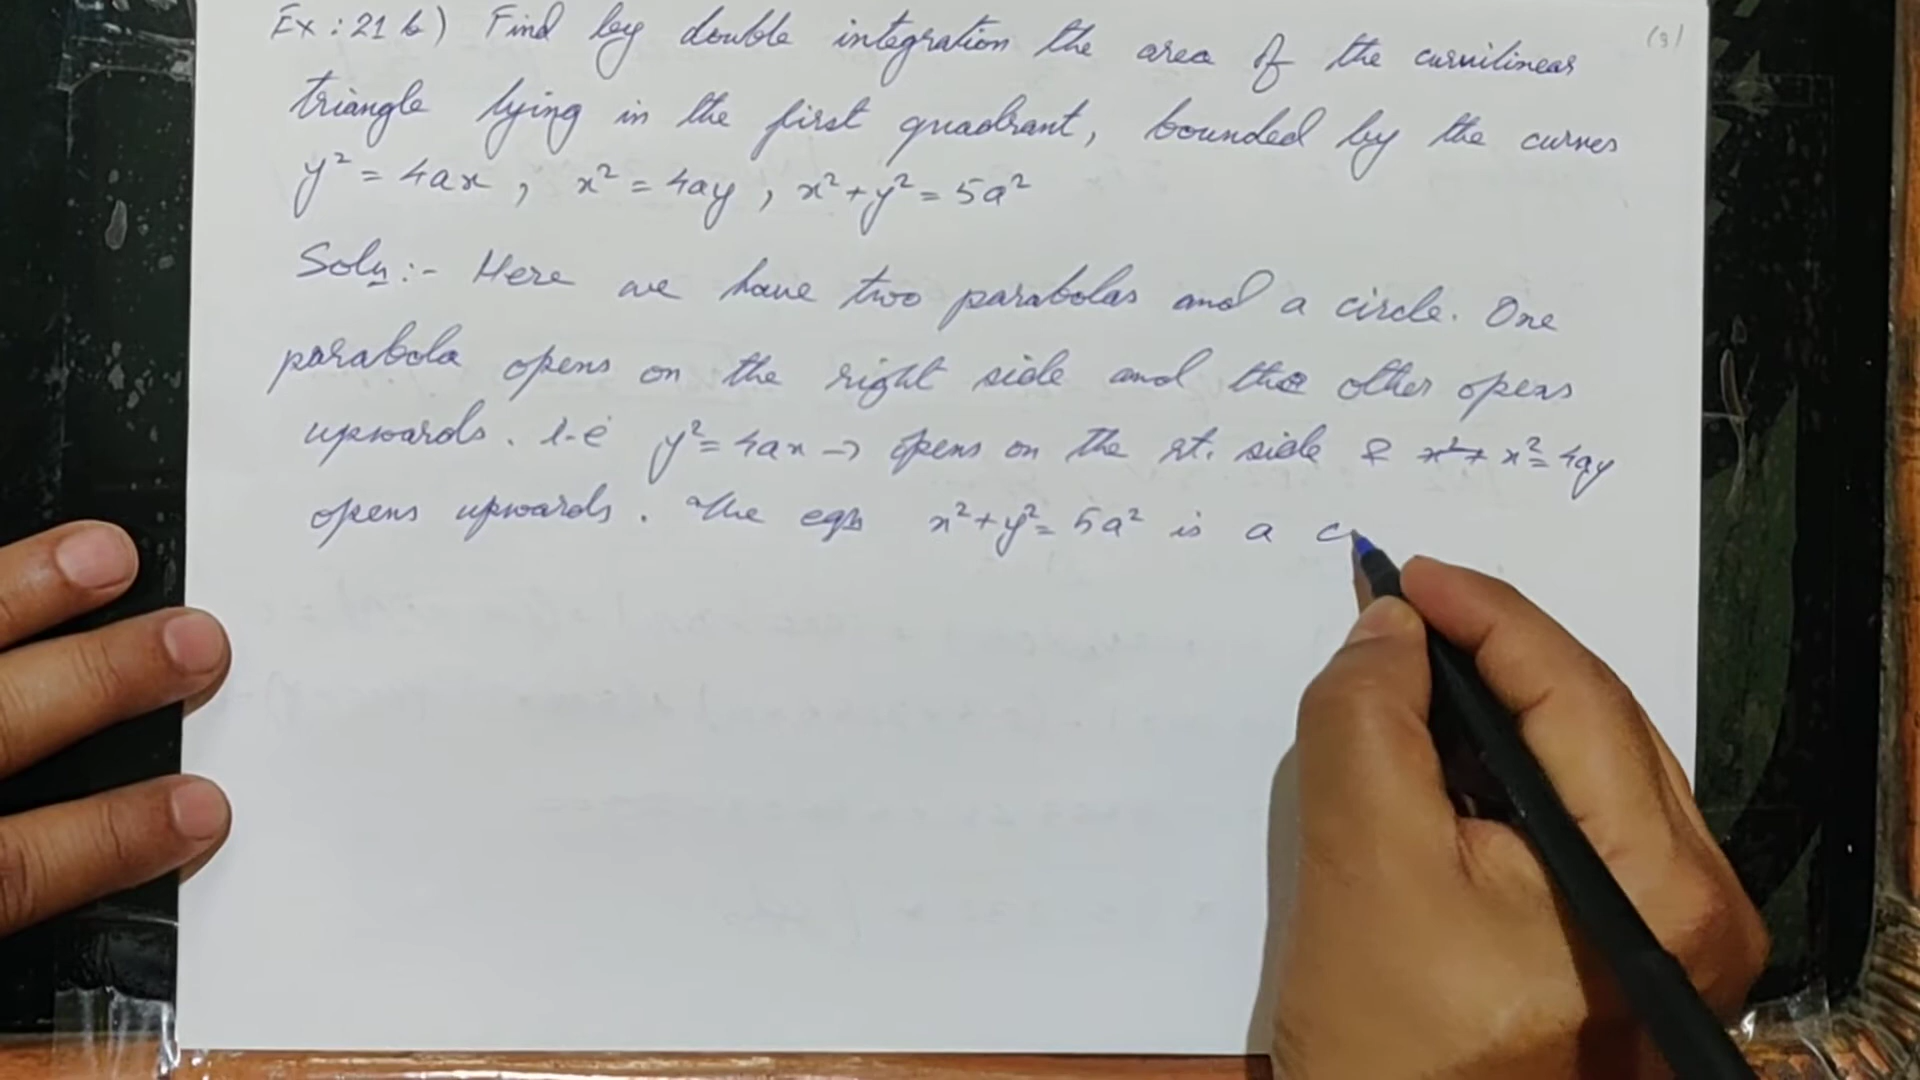 Ex : 21 b) Find by double integration the area of the curvilinear
(9)
triangle lying in the first quadrant, bounded by the curves
y² = 4ax , x² = 4ay , x² + y² = 5a²
Soln :- Here we have two parabolas and a circle. One
parabola opens on the right side and the other opens
upwards. i.e y² = 4ax → opens on the rt. side & x² + x² = 4ay
opens upwards. The eqn x² + y² = 5a² is a c